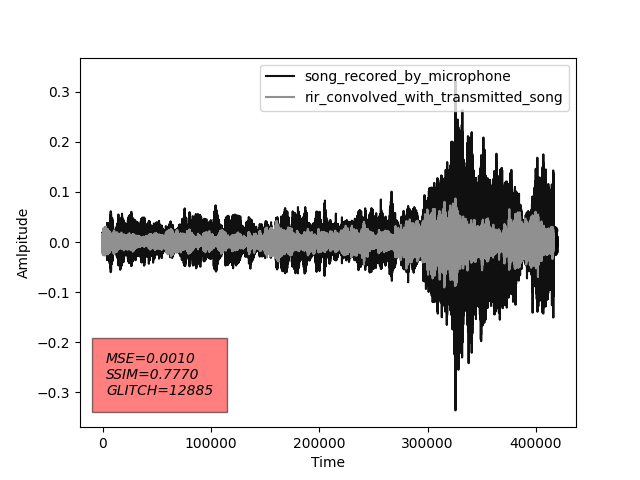 song_recored_by_microphone
rir_convolved_with_transmitted_song
0.3
0.2
0.1
0.0
−0.1
−0.2
−0.3
Amlpitude
MSE=0.0010
SSIM=0.7770
GLITCH=12885
0 100000 200000 300000 400000
Time